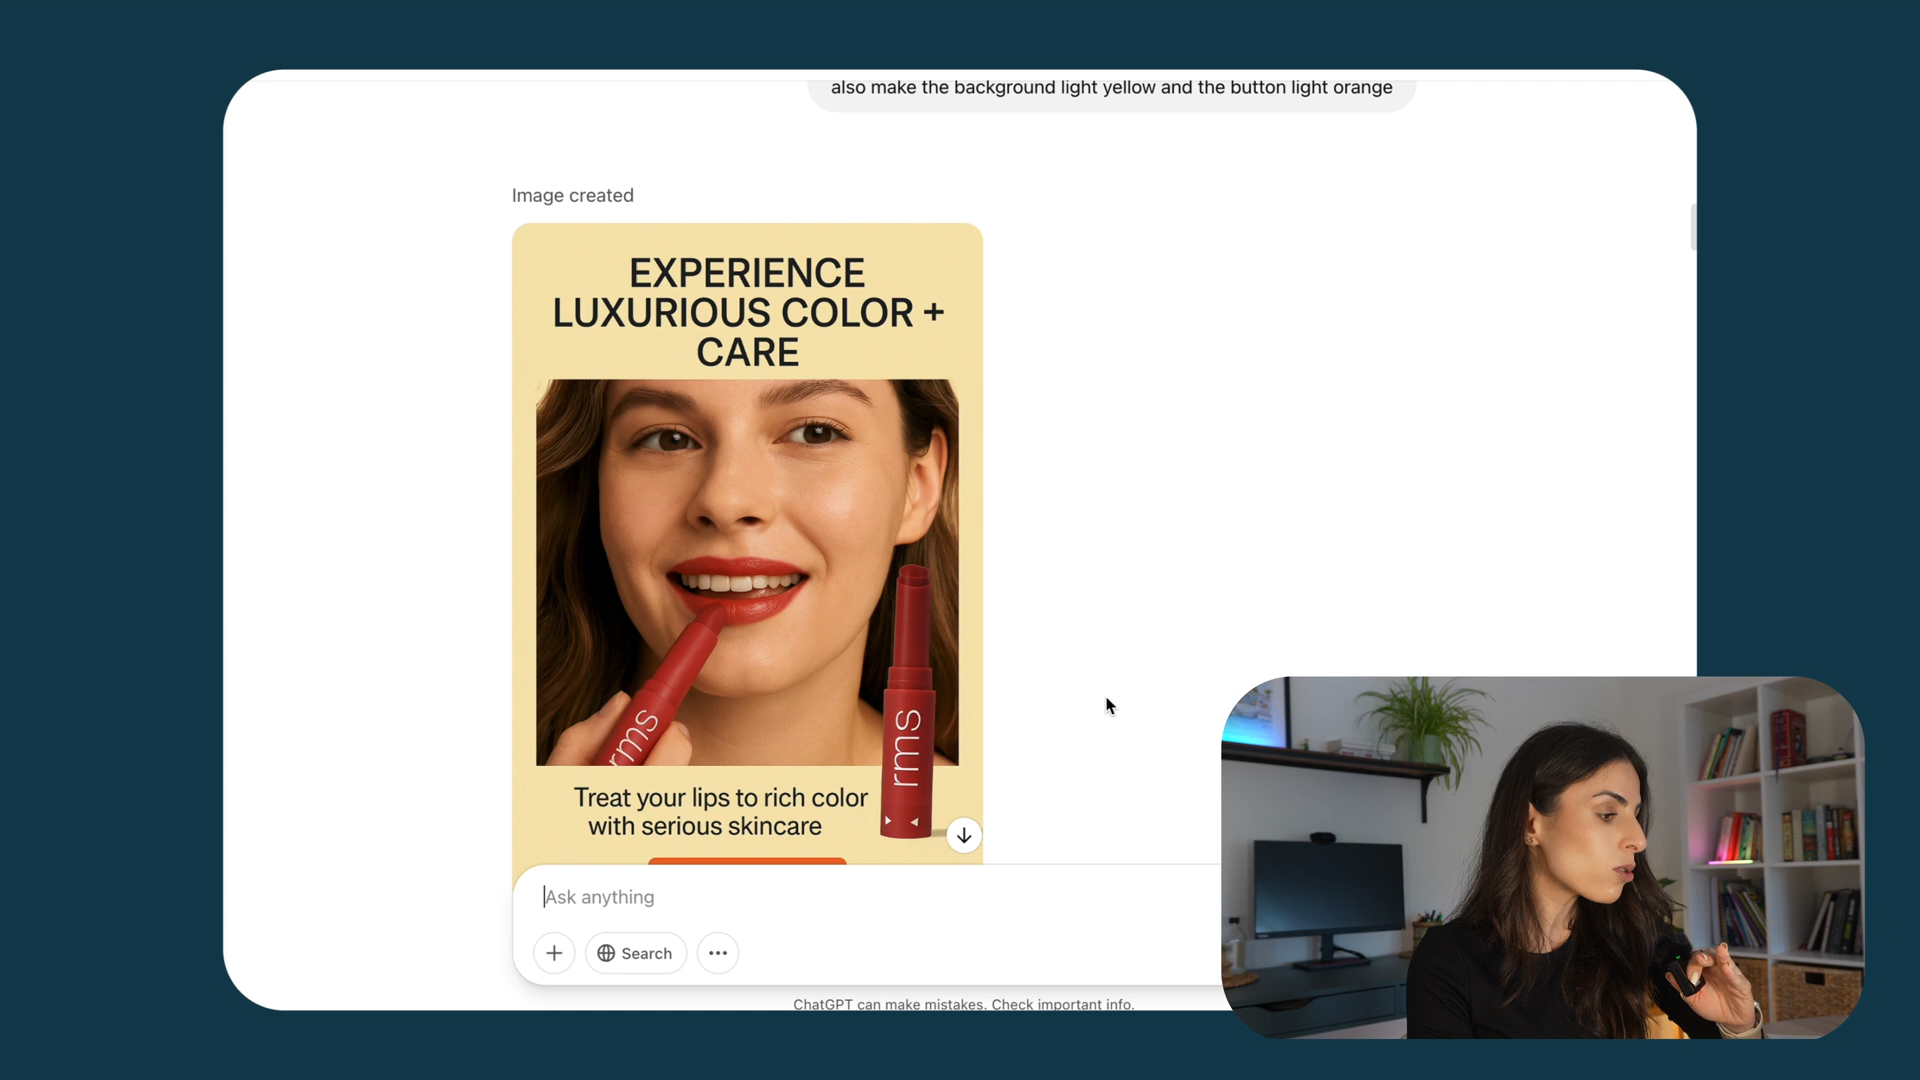 also make the background light yellow and the button light orange
Image created
EXPERIENCE
LUXURIOUS COLOR +
CARE
rms
rms
Treat your lips to rich color
with serious skincare
Ask anything
Search
ChatGPT can make mistakes. Check important info.